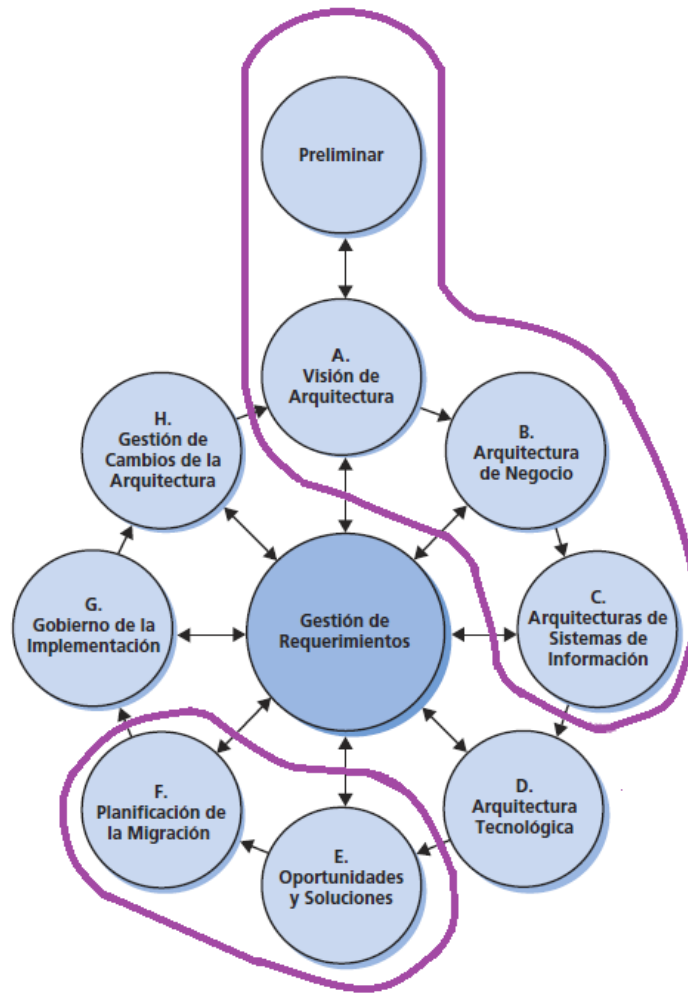 Preliminar
A.
Visión de
Arquitectura
B.
Arquitectura
de Negocio
C.
Arquitecturas de
Sistemas de
Información
D.
Arquitectura
Tecnológica
E.
Oportunidades
y Soluciones
F.
Planificación de
la Migración
G.
Gobierno de la
Implementación
H.
Gestión de
Cambios de la
Arquitectura
Gestión de
Requerimientos